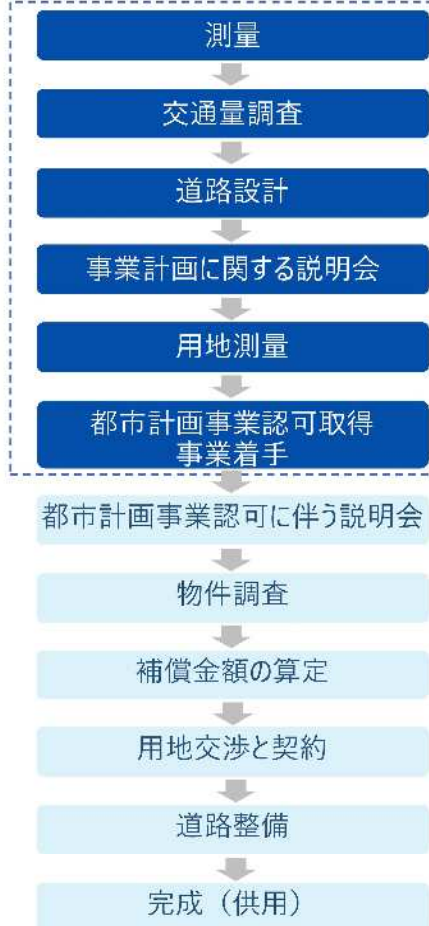 測量
交通量調査
道路設計
事業計画に関する説明会
用地測量
都市計画事業認可取得
事業着手
都市計画事業認可に伴う説明会
物件調査
補償金額の算定
用地交渉と契約
道路整備
完成（供用）